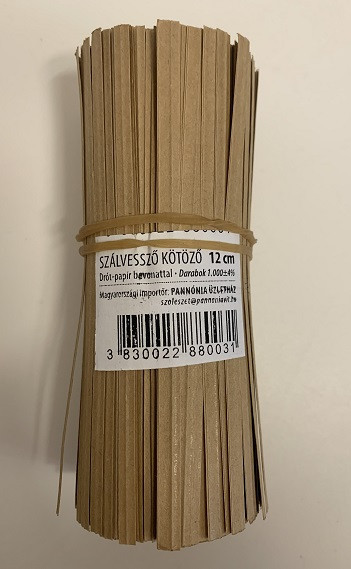 SZÁLVESSZŐ KÖTÖZŐ 12 cm
Drót-papír bevonattal - Darabok 1.000±4%
Magyarországi importőr: PANNÓNIA ÜZLETHÁZ
szoleszet@pannoniavit.hu
3 830022 880031